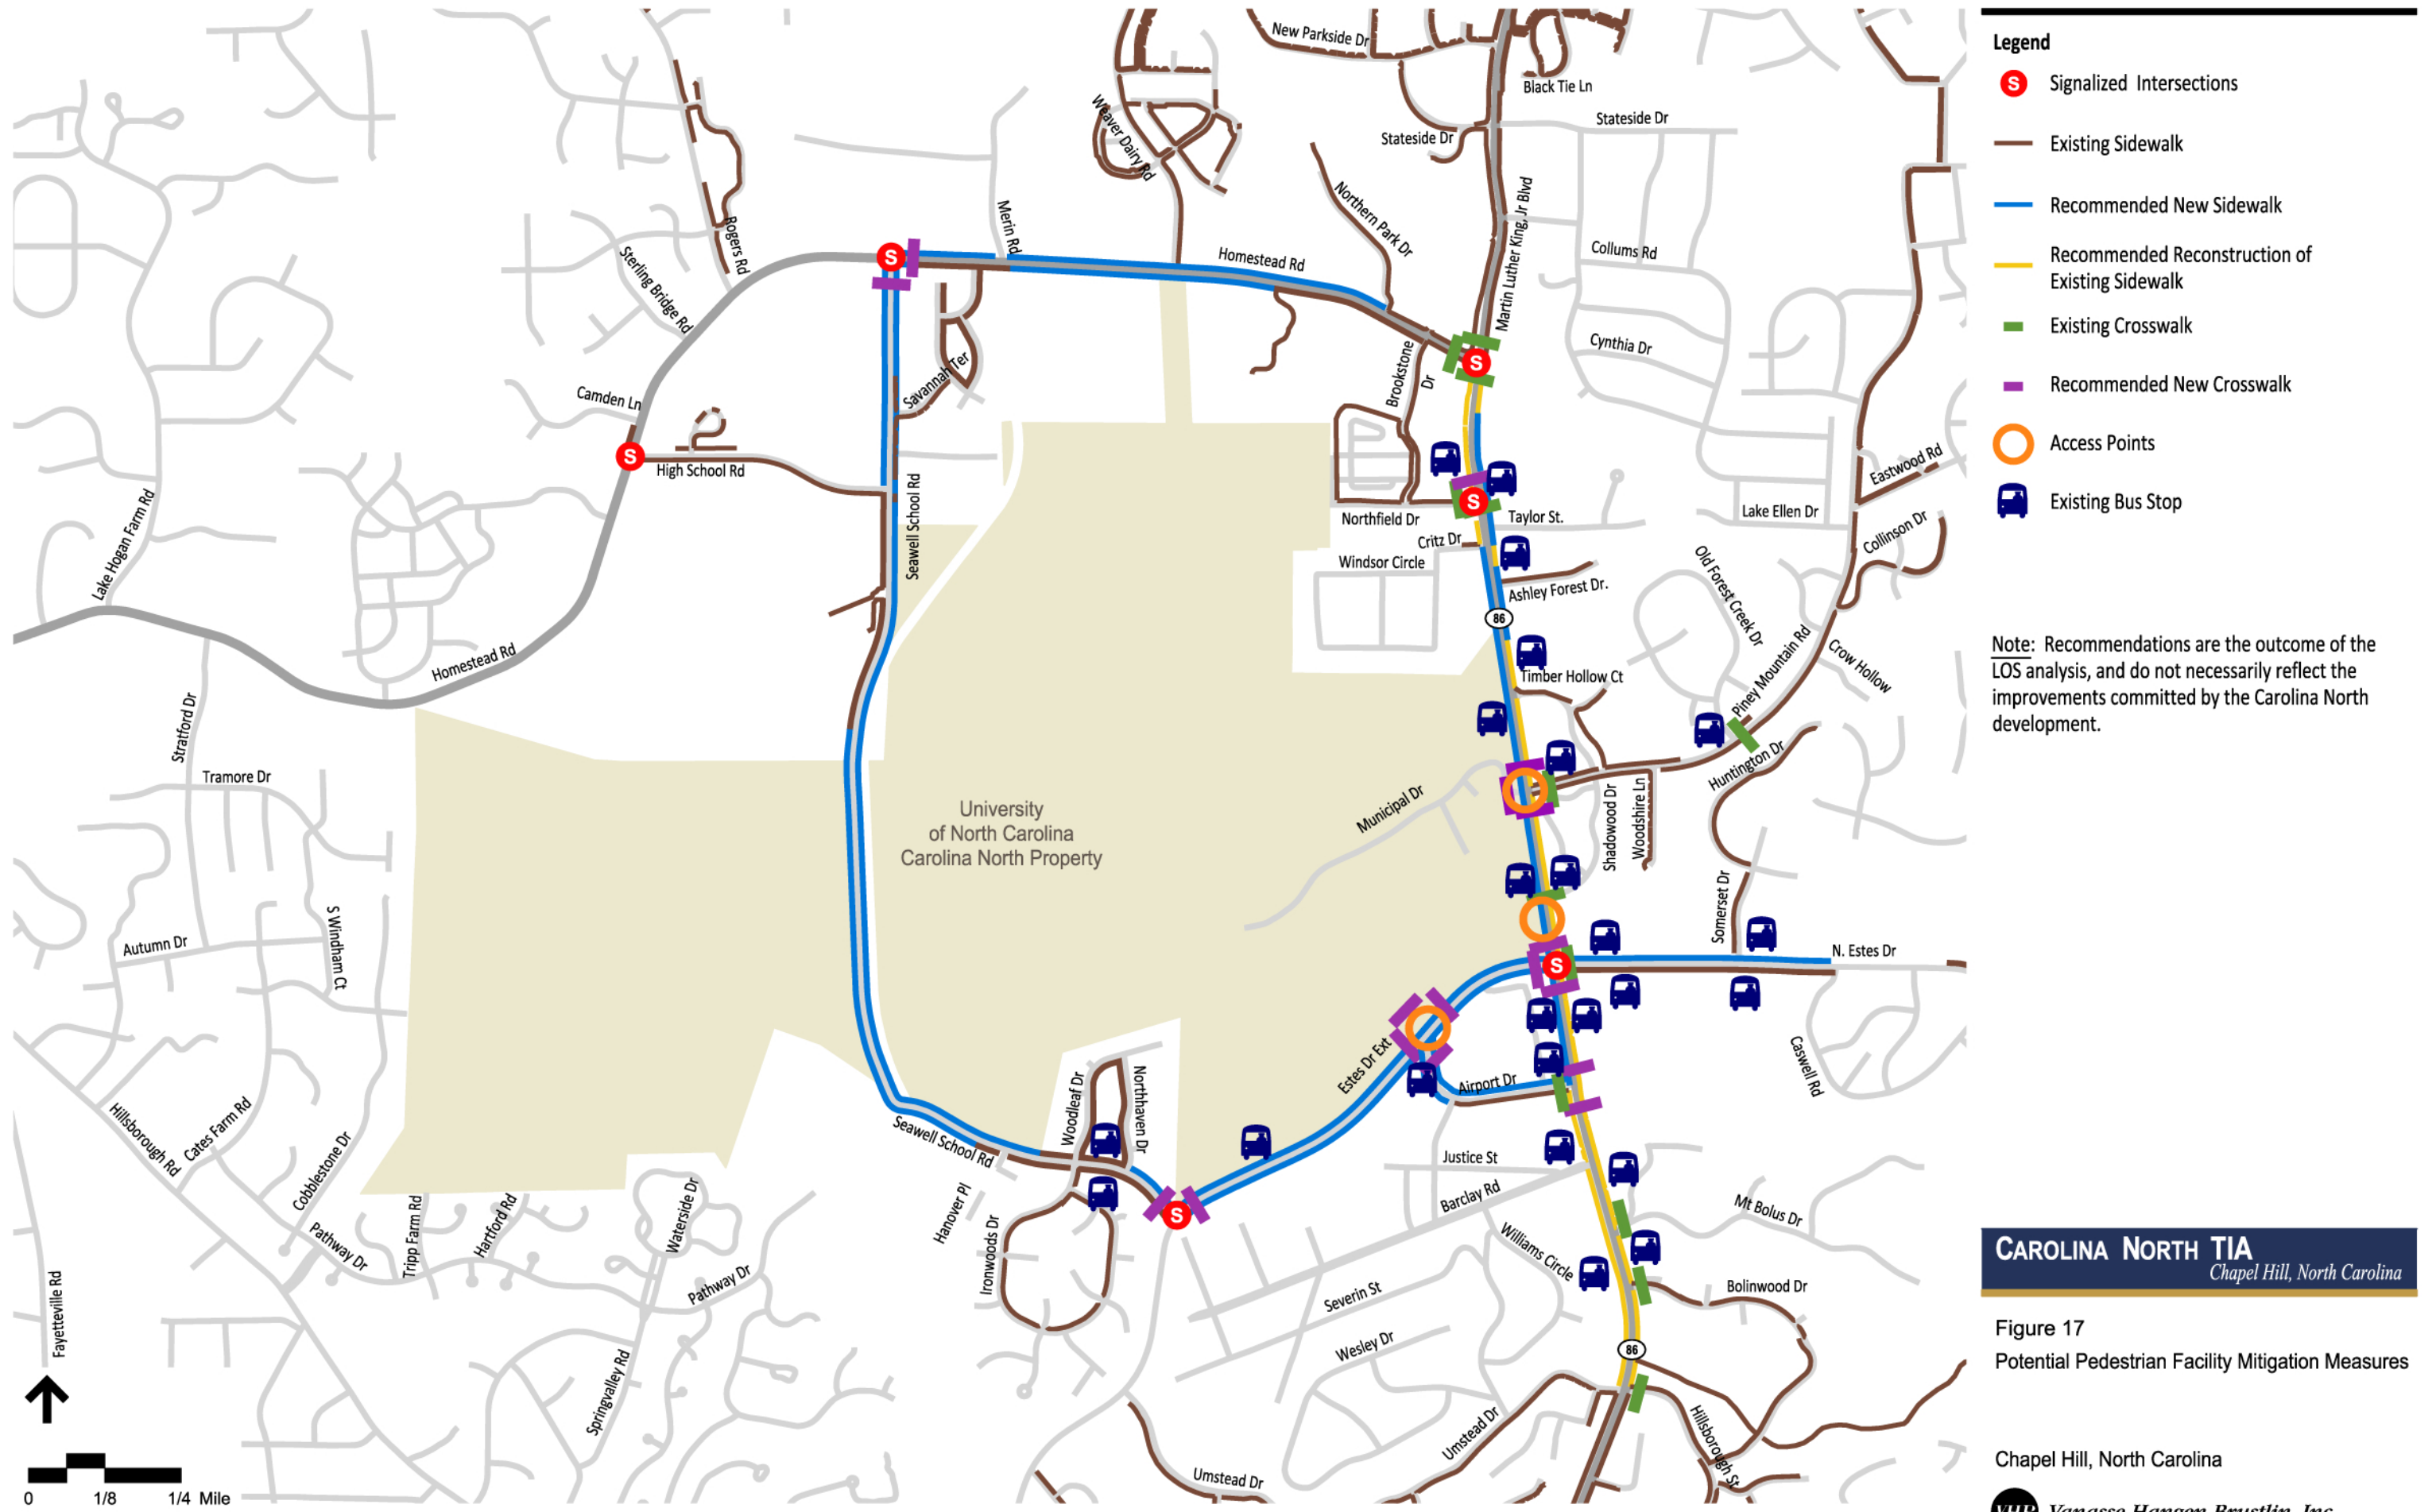 Legend
S Signalized Intersections
Existing Sidewalk
Recommended New Sidewalk
Recommended Reconstruction of
Existing Sidewalk
Existing Crosswalk
Recommended New Crosswalk
Access Points
Existing Bus Stop
Note: Recommendations are the outcome of the
LOS analysis, and do not necessarily reflect the
improvements committed by the Carolina North
development.
CAROLINA NORTH TIA
Chapel Hill, North Carolina
Figure 17
Potential Pedestrian Facility Mitigation Measures
Chapel Hill, North Carolina
VHB Vanasse Hangen Brustlin, Inc.
New Parkside Dr
Black Tie Ln
Weaver Dairy Rd
Stateside Dr
Stateside Dr
Northern Park Dr
Martin Luther King, Jr Blvd
Merin Rd
Rogers Rd
Sterling Bridge Rd
Homestead Rd
Collums Rd
Cynthia Dr
Brookstone
Dr
Savannah Ter
Camden Ln
S
S
S
S
High School Rd
Seawell School Rd
Lake Hogan Farm Rd
Northfield Dr
Taylor St.
Critz Dr
Windsor Circle
Ashley Forest Dr.
86
Lake Ellen Dr
Eastwood Rd
Collinson Dr
Old Forest Creek Dr
Piney Mountain Rd
Crow Hollow
Timber Hollow Ct
Huntington Dr
Homestead Rd
Stratford Dr
Tramore Dr
University
of North Carolina
Carolina North Property
Municipal Dr
Shadowood Dr
Woodshire Ln
Somerset Dr
N. Estes Dr
S
Autumn Dr
S Windham Ct
Estes Dr Ext
Airport Dr
Caswell Rd
Woodleaf Dr
Northhaven Dr
Seawell School Rd
Hanover Pl
Ironwoods Dr
S
Justice St
Barclay Rd
Williams Circle
Mt Bolus Dr
Bolinwood Dr
Severin St
Wesley Dr
86
Hillsborough Rd
Cates Farm Rd
Cobblestone Dr
Pathway Dr
Tripp Farm Rd
Hartford Rd
Waterside Dr
Pathway Dr
Springvalley Rd
Fayetteville Rd
Umstead Dr
Umstead Dr
Hillsborough St
0 1/8 1/4 Mile